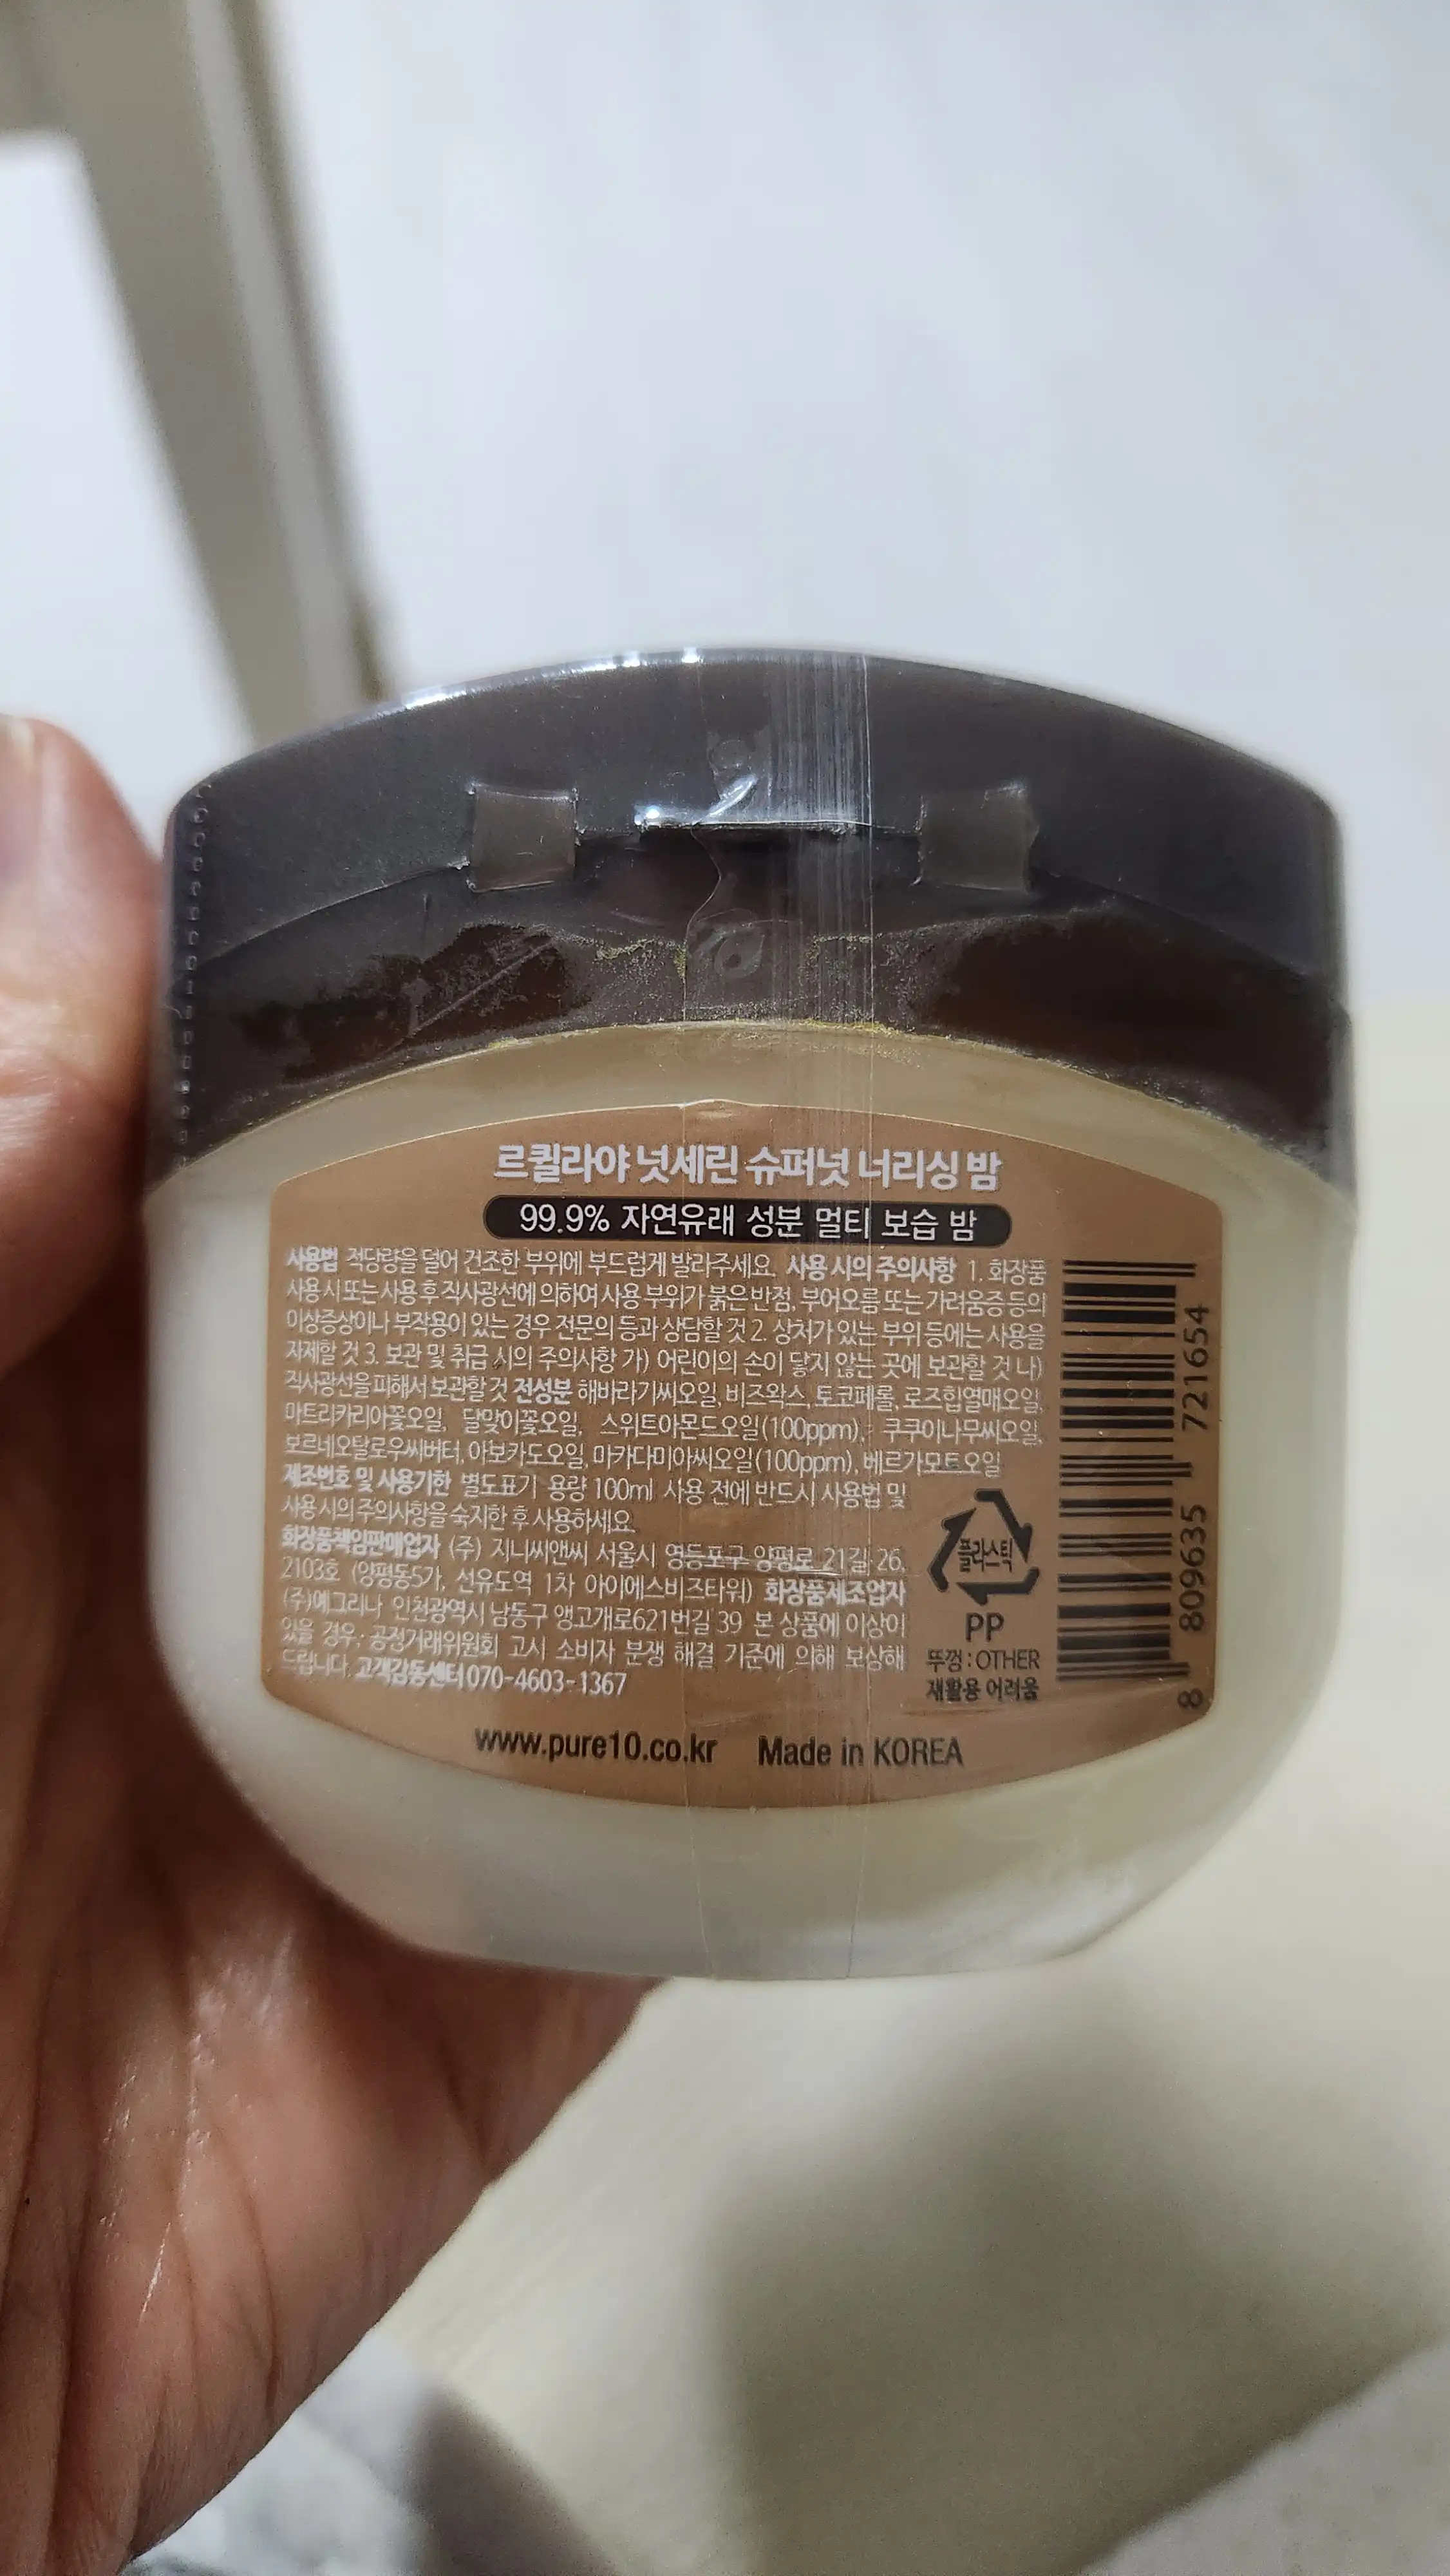 르퀼라야 넛세린 슈퍼넛 너리싱 밤
99.9% 자연유래 성분 멀티 보습 밤
사용법 적당량을 덜어 건조한 부위에 부드럽게 발라주세요. 사용 시의 주의사항 1. 화장품
사용 시 또는 사용 후 직사광선에 의하여 사용 부위가 붉은 반점, 부어오름 또는 가려움증 등의
이상증상이나 부작용이 있는 경우 전문의 등과 상담할 것 2. 상처가 있는 부위 등에는 사용을
자제할 것 3. 보관 및 취급 시의 주의사항 가) 어린이의 손이 닿지 않는 곳에 보관할 것 나)
직사광선을 피해서 보관할 것 전성분 해바라기씨오일, 비즈왁스, 토코페롤, 로즈힙열매오일,
마트리카리아꽃오일, 달맞이꽃오일, 스위트아몬드오일(100ppm), 쿠쿠이나무씨오일,
보르네오탈로우씨버터, 아보카도오일, 마카다미아씨오일(100ppm), 베르가모트오일
제조번호 및 사용기한 별도표기 용량 100ml 사용 전에 반드시 사용법 및
사용 시의 주의사항을 숙지한 후 사용하세요.
화장품책임판매업자 (주) 지니씨앤씨 서울시 영등포구 양평로 21길 26,
2103호 (양평동5가, 선유도역 1차 아이에스비즈타워) 화장품제조업자
(주)예그리나 인천광역시 남동구 앵고개로621번길 39 본 상품에 이상이
있을 경우, 공정거래위원회 고시 소비자 분쟁 해결 기준에 의해 보상해
드립니다. 고객감동센터 070-4603-1367
플라스틱
PP
뚜껑 : OTHER
재활용 어려움
8 809635 721654
www.pure10.co.kr Made in KOREA